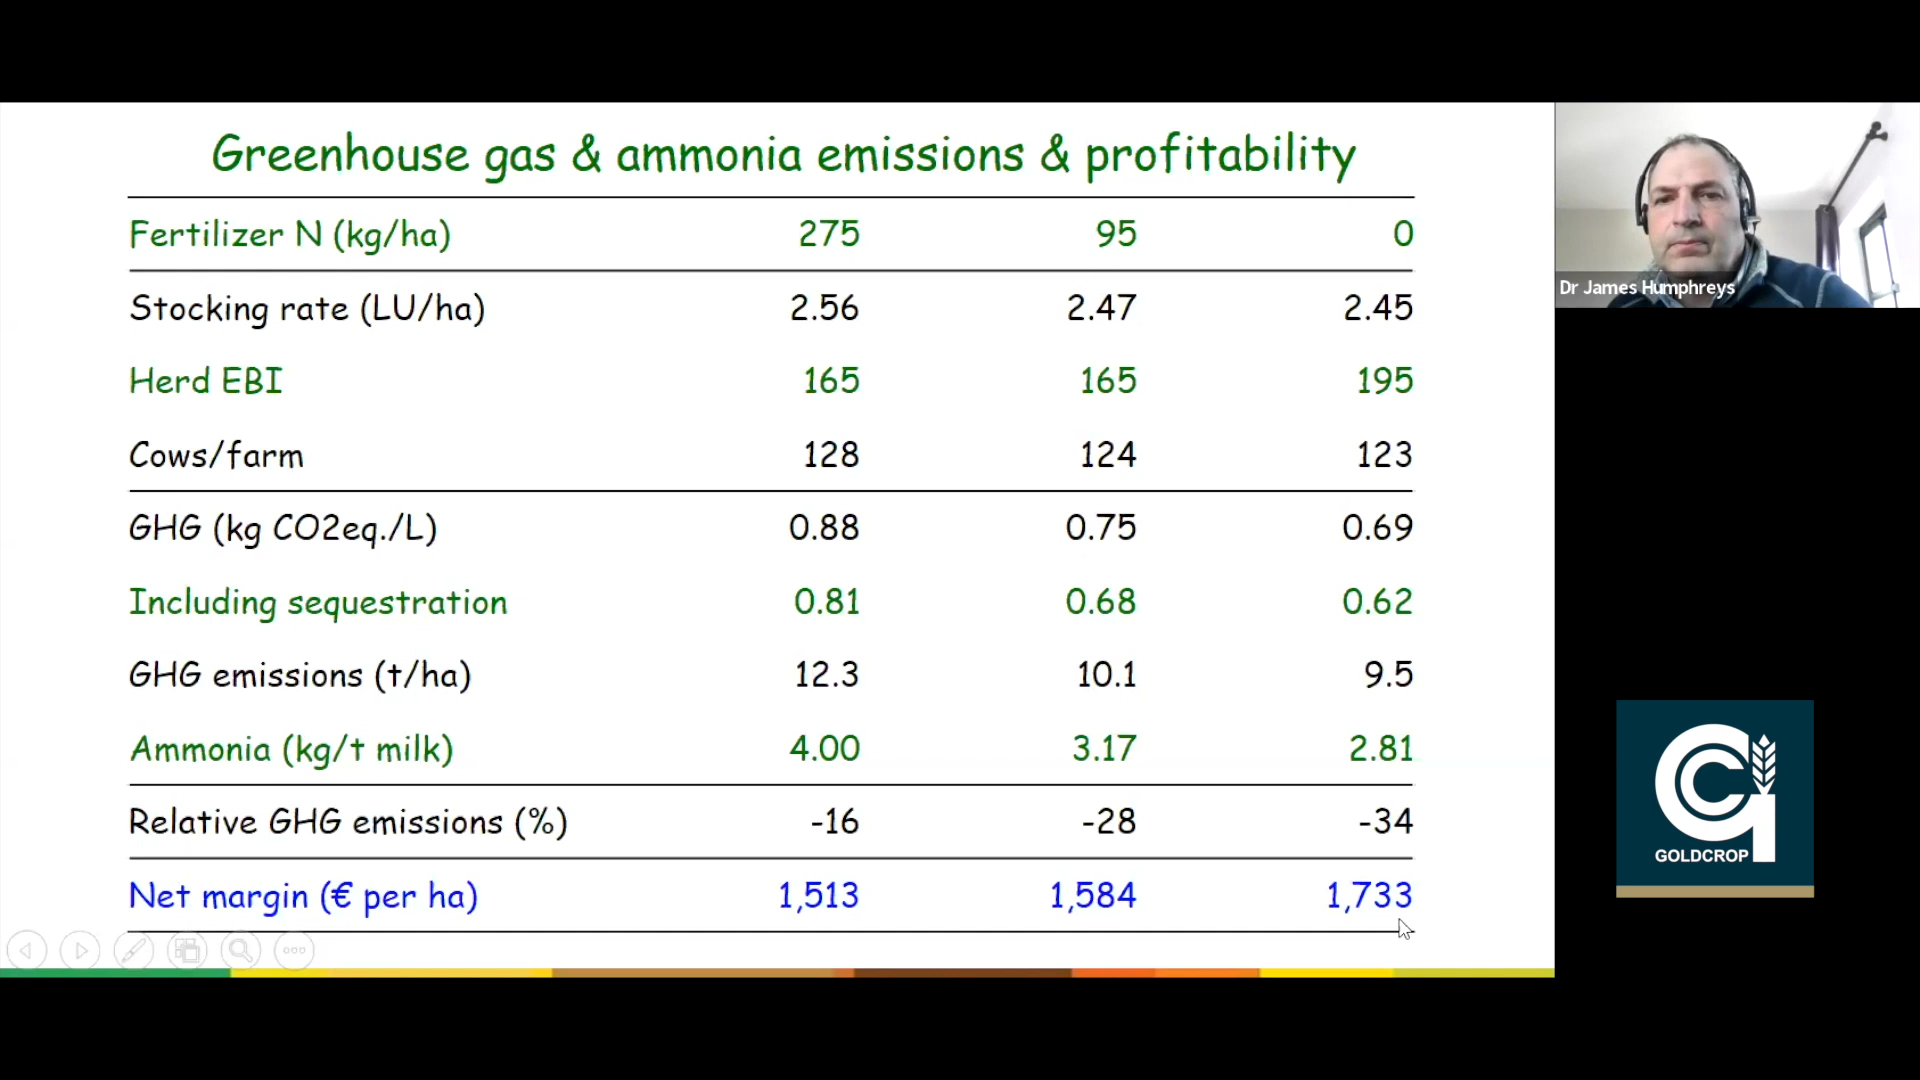 Greenhouse gas & ammonia emissions & profitability
Fertilizer N (kg/ha) 275 95 0
Stocking rate (LU/ha) 2.56 2.47 2.45
Herd EBI 165 165 195
Cows/farm 128 124 123
GHG (kg CO2eq./L) 0.88 0.75 0.69
Including sequestration 0.81 0.68 0.62
GHG emissions (t/ha) 12.3 10.1 9.5
Ammonia (kg/t milk) 4.00 3.17 2.81
Relative GHG emissions (%) -16 -28 -34
Net margin (€ per ha) 1,513 1,584 1,733
Dr James Humphreys
GOLDCROP